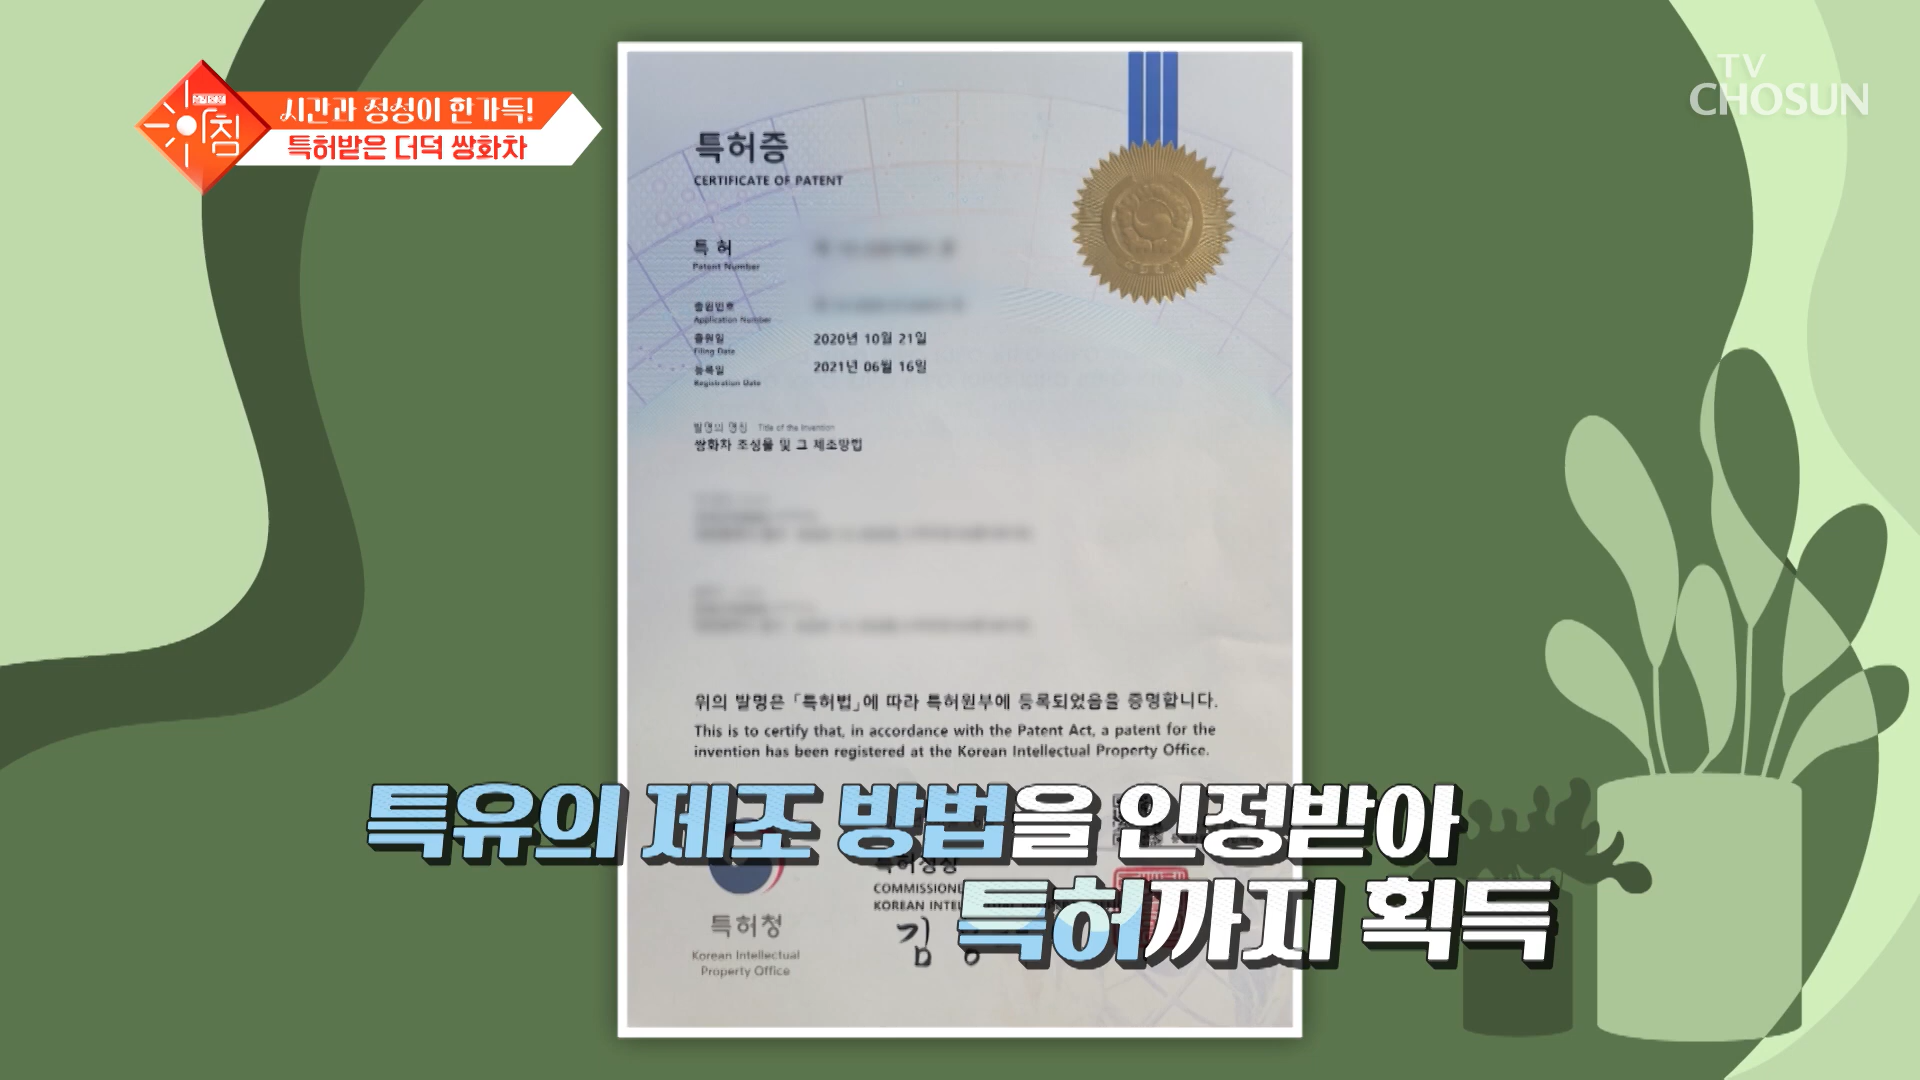 아침
시간과 정성이 한가득!
특허받은 더덕 쌍화차
TV
CHOSUN
특허증
CERTIFICATE OF PATENT
특 허
Patent Number
출원번호
Application Number
출원일
Filing Date
2020년 10월 21일
등록일
Registration Date
2021년 06월 16일
발명의 명칭 Title of the Invention
쌍화차 조성물 및 그 제조방법
위의 발명은 「특허법」에 따라 특허원부에 등록되었음을 증명합니다.
This is to certify that, in accordance with the Patent Act, a patent for the
invention has been registered at the Korean Intellectual Property Office.
특유의 제조 방법을 인정받아
특허까지 획득
특허청
Korean Intellectual
Property Office
특허청장
KOREAN
김